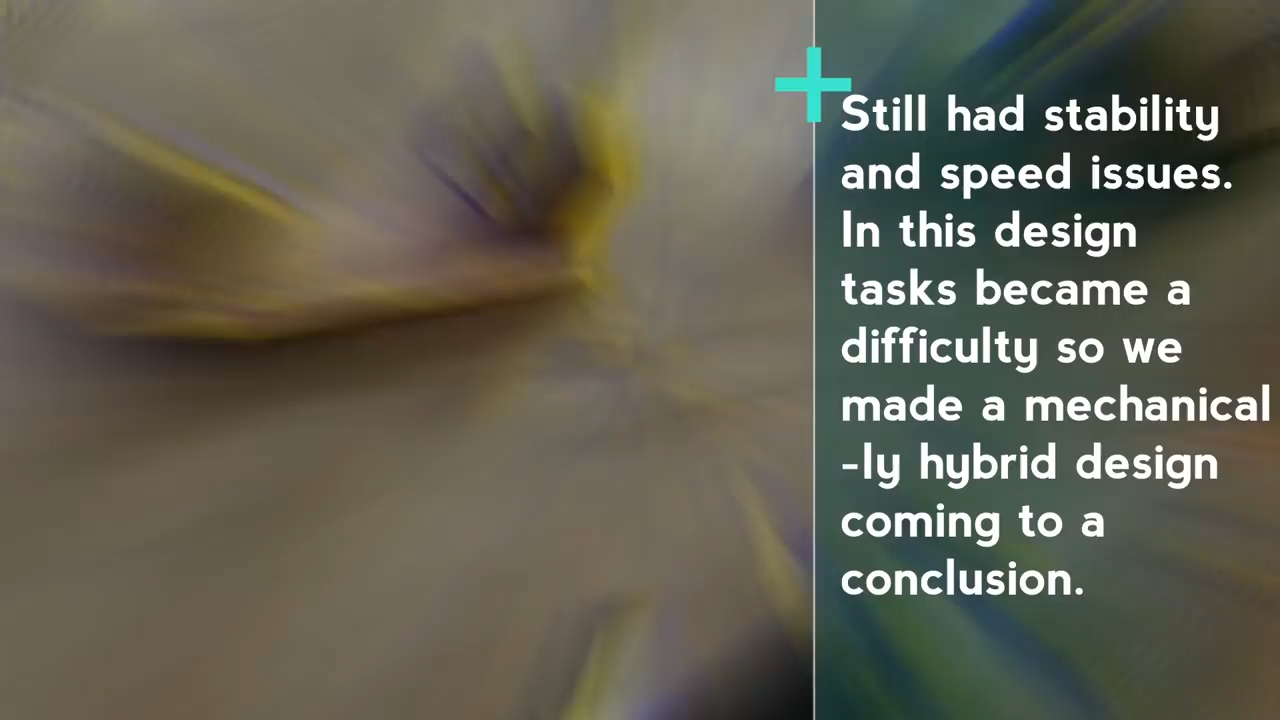 Still had stability
and speed issues.
In this design
tasks became a
difficulty so we
made a mechanical
-ly hybrid design
coming to a
conclusion.